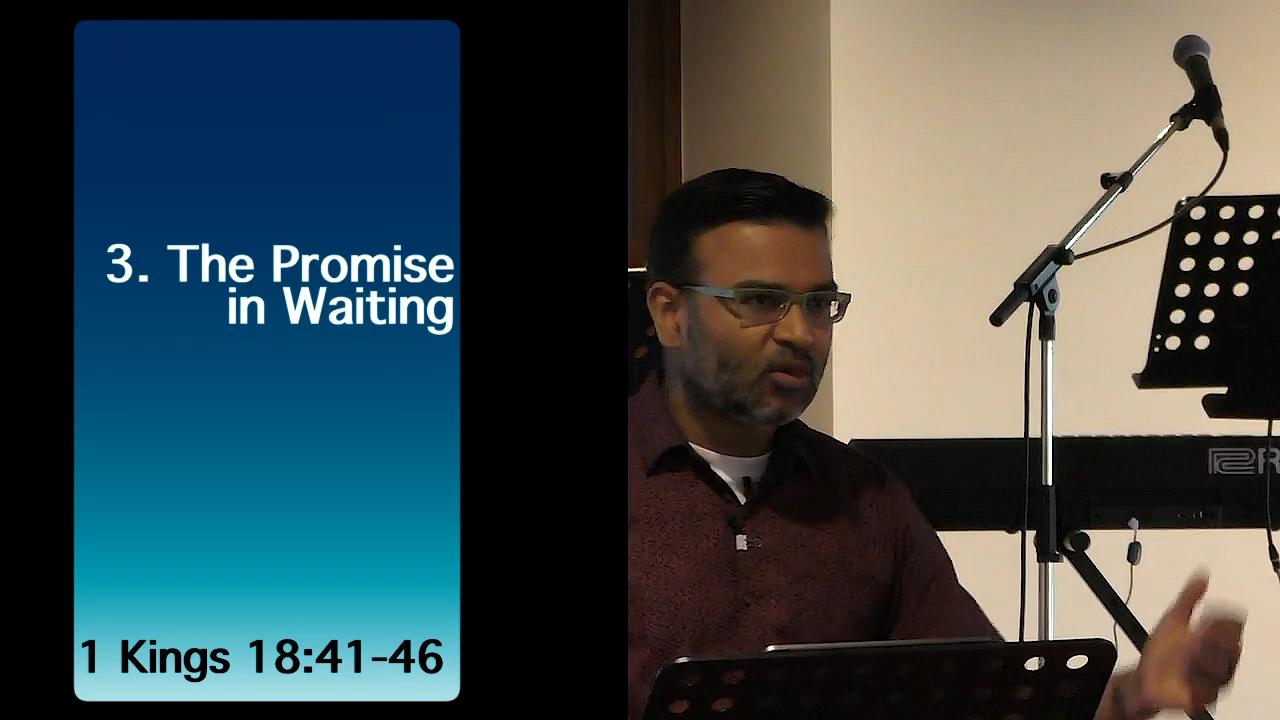 3. The Promise
in Waiting
1 Kings 18:41-46